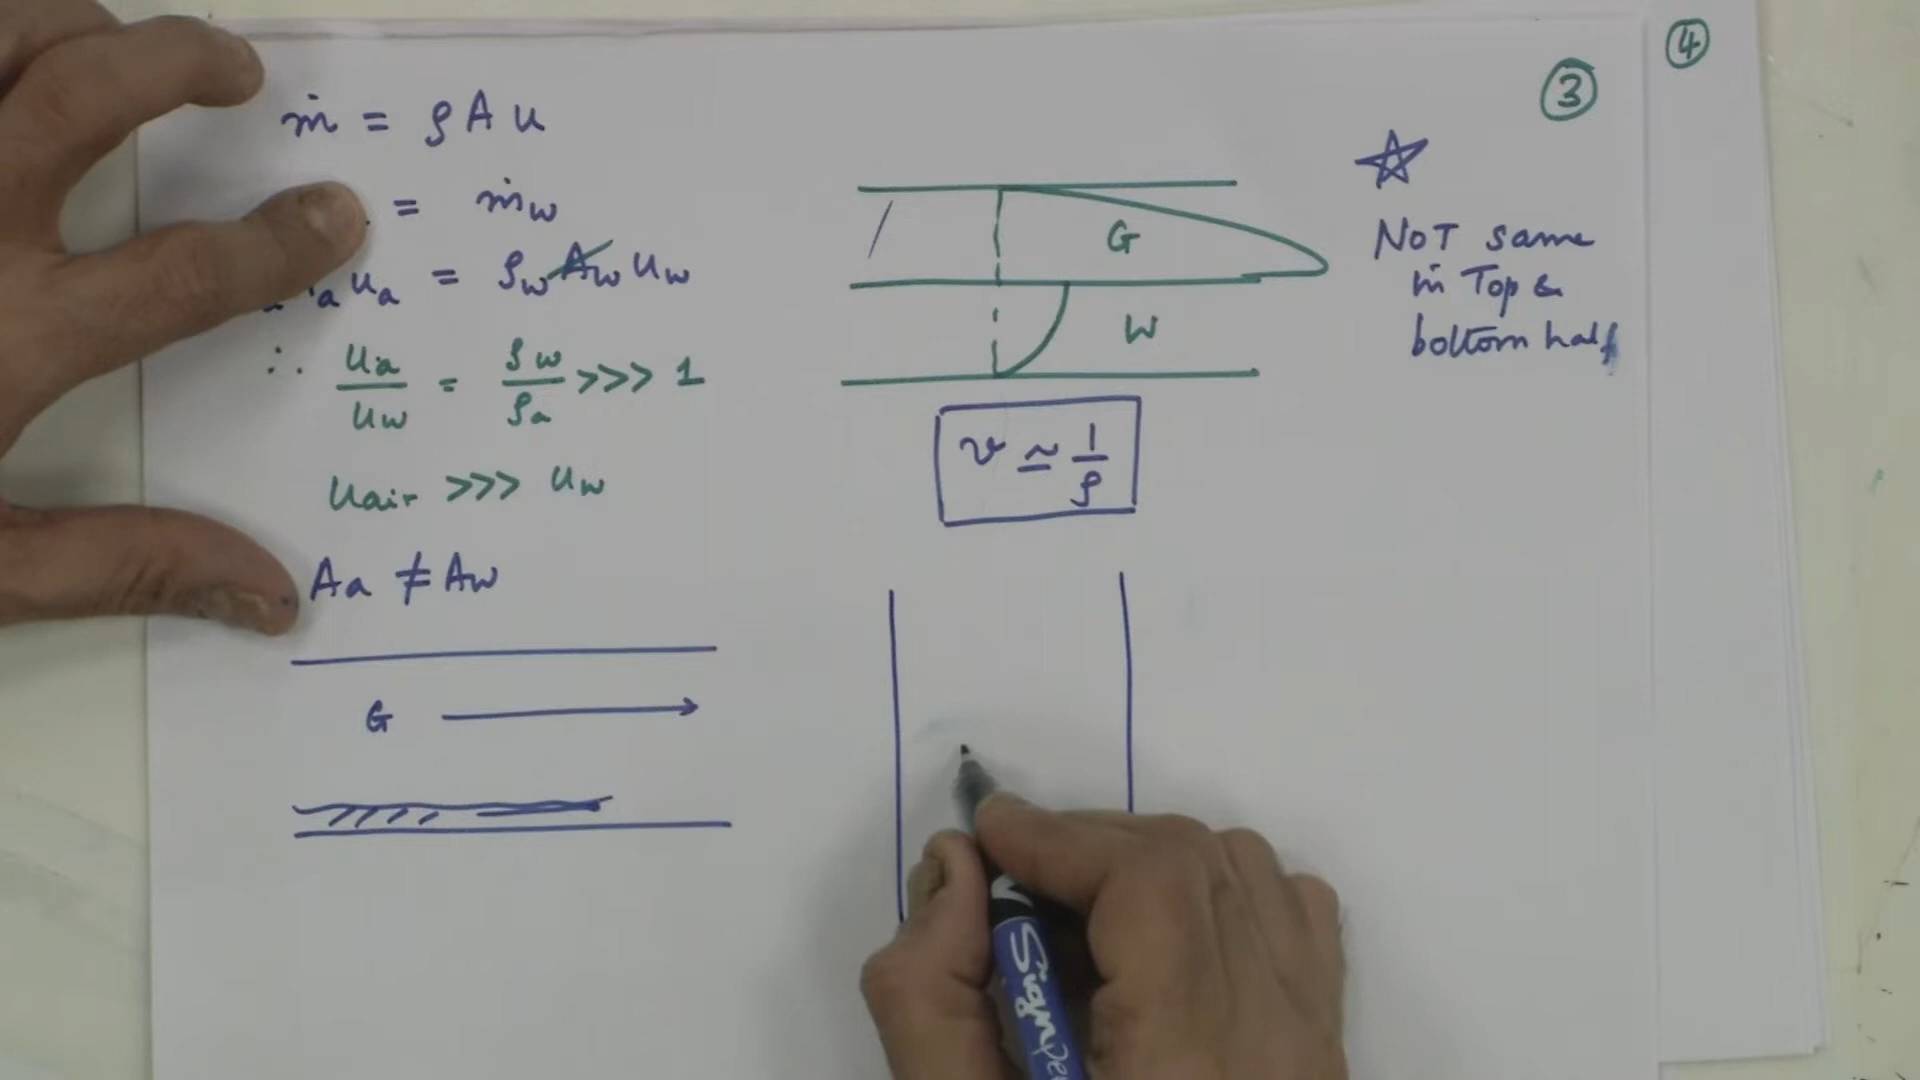 ṁ = ρ A u
= ṁw
a ua = ρw Aw uw
∴ ua/uw = ρw/ρa >>> 1
uair >>> uw
Aa ≠ Aw
G
G
W
v ≃ 1/ρ
③
④
NOT same
in Top &
bottom half
Signpe